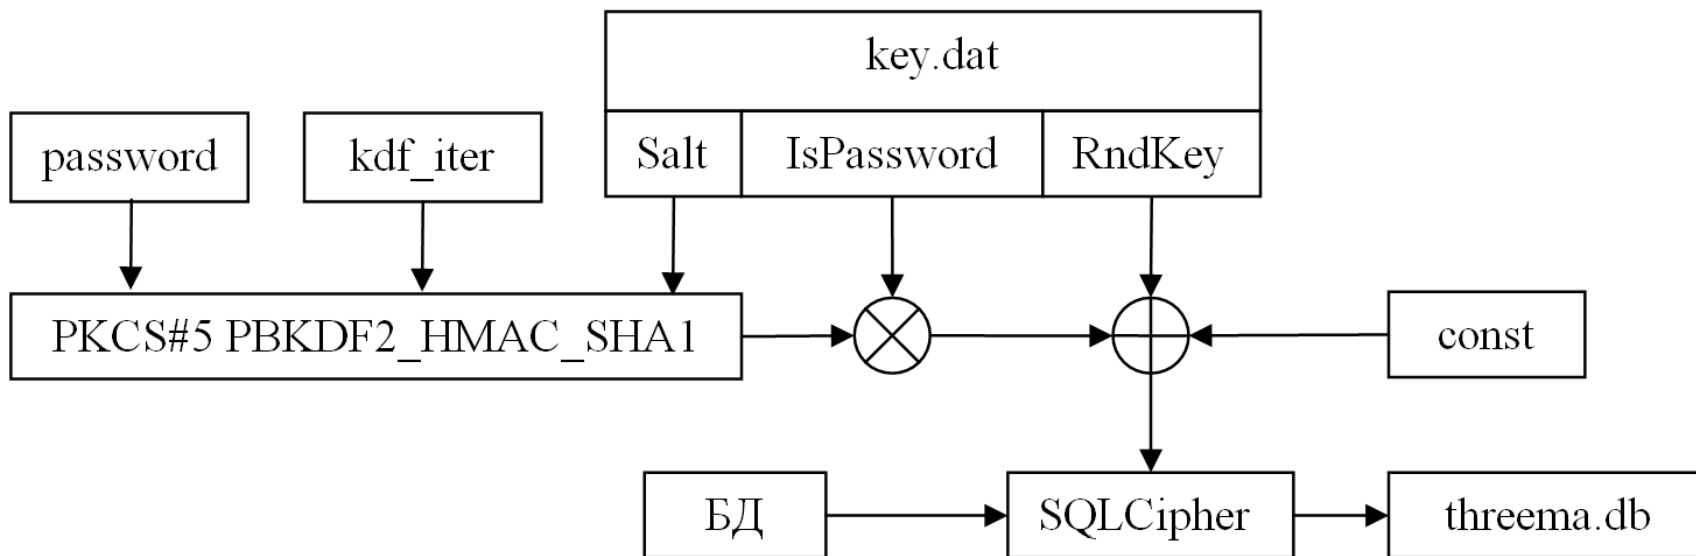 key.dat
password
kdf_iter
Salt
IsPassword
RndKey
PKCS#5 PBKDF2_HMAC_SHA1
const
БД
SQLCipher
threema.db